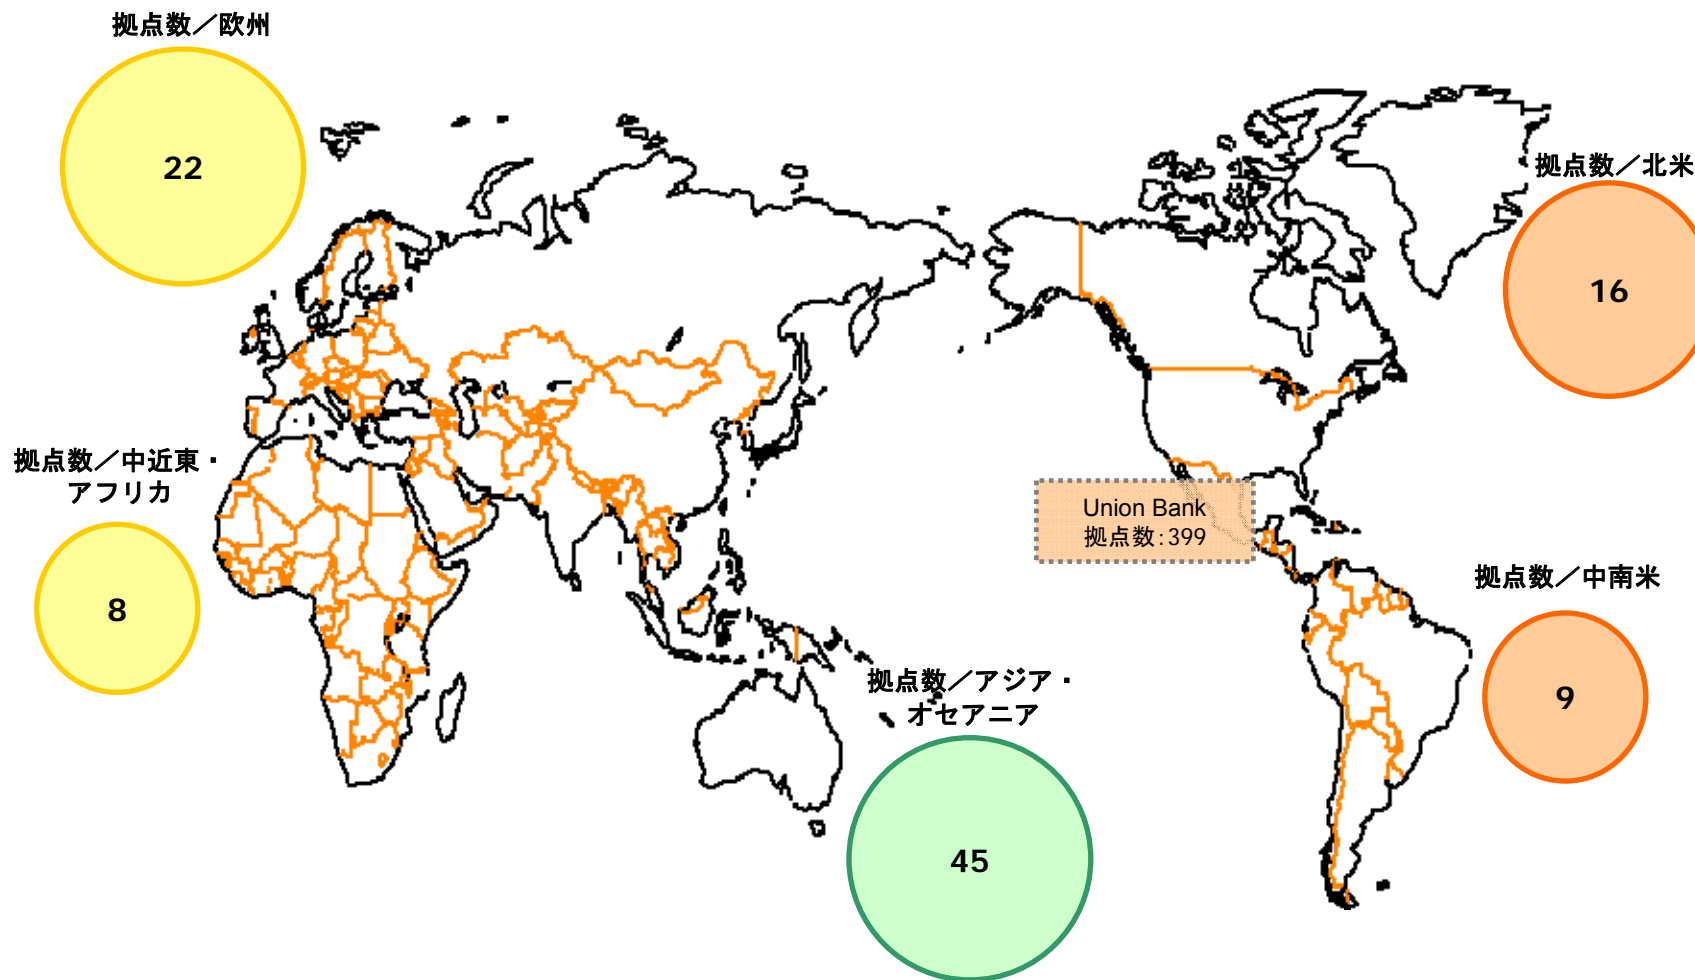 拠点数／欧州
22
拠点数／北米
16
拠点数／中近東・
アフリカ
8
Union Bank
拠点数：399
拠点数／中南米
9
拠点数／アジア・
オセアニア
45